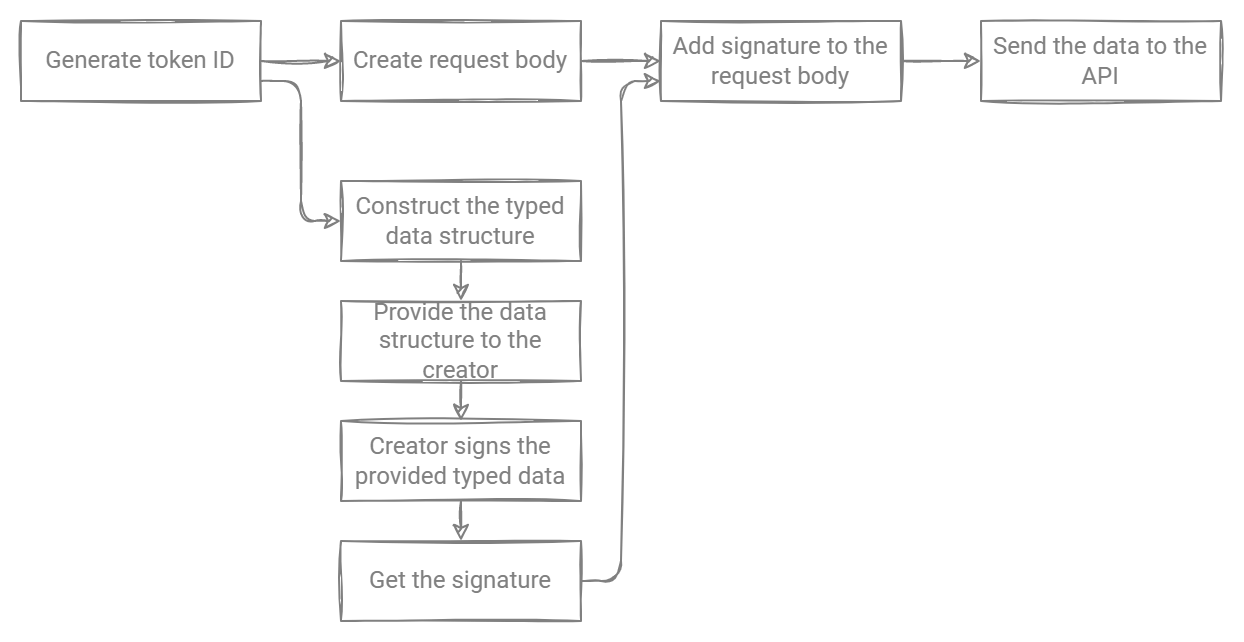 Generate token ID
Create request body
Add signature to the
request body
Send the data to the
API
Construct the typed
data structure
Provide the data
structure to the
creator
Creator signs the
provided typed data
Get the signature